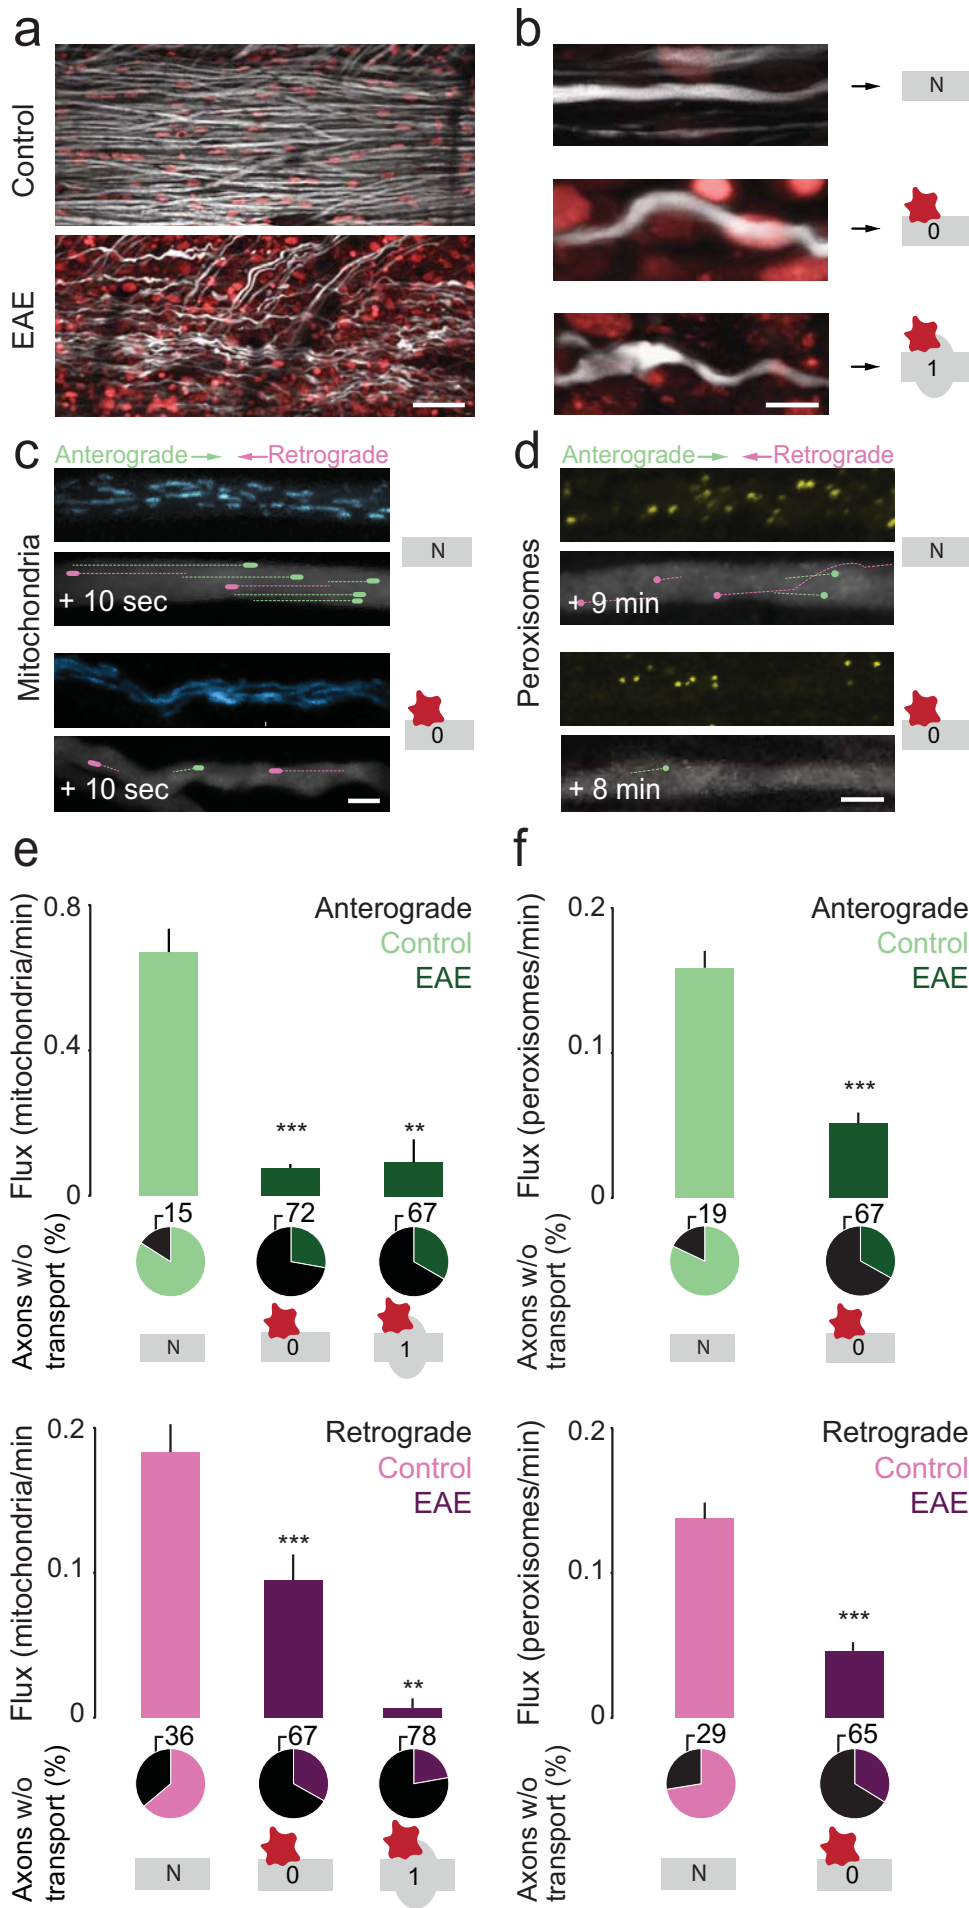 a
b
Control
N
0
EAE
1
c
d
Anterograde
Retrograde
Anterograde
Retrograde
Mitochondria
N
+ 10 sec
0
+ 10 sec
Peroxisomes
N
+ 9 min
0
+ 8 min
e
f
Flux (mitochondria/min)
0.8
0.4
0
Anterograde
Control
EAE
***
**
Axons w/o
transport (%)
15
72
67
N
0
1
Flux (peroxisomes/min)
0.2
0.1
0
Anterograde
Control
EAE
***
Axons w/o
transport (%)
19
67
N
0
Flux (mitochondria/min
0.2
0.1
0
Retrograde
Control
EAE
***
**
Axons w/o
transport (%)
36
67
78
N
0
1
Flux (peroxisomes/min)
0.2
0.1
0
Retrograde
Control
EAE
***
Axons w/o
transport (%)
29
65
N
0